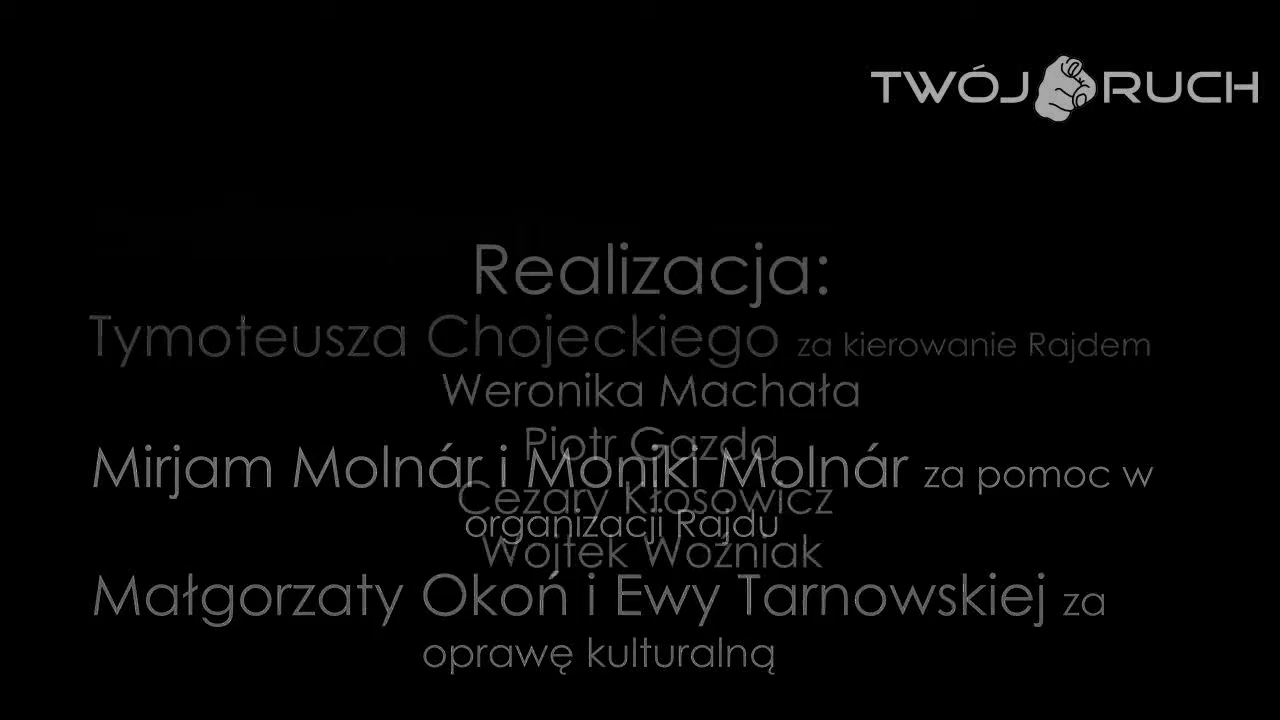 TWÓJ RUCH
Realizacja:
Tymoteusza Chojeckiego za kierowanie Rajdem
Weronika Machała
Piotr Gazda
Mirjam Molnár i Moniki Molnár za pomoc w
Cezary Kłosowicz
organizacji Rajdu
Wojtek Woźniak
Małgorzaty Okoń i Ewy Tarnowskiej za
oprawę kulturalną